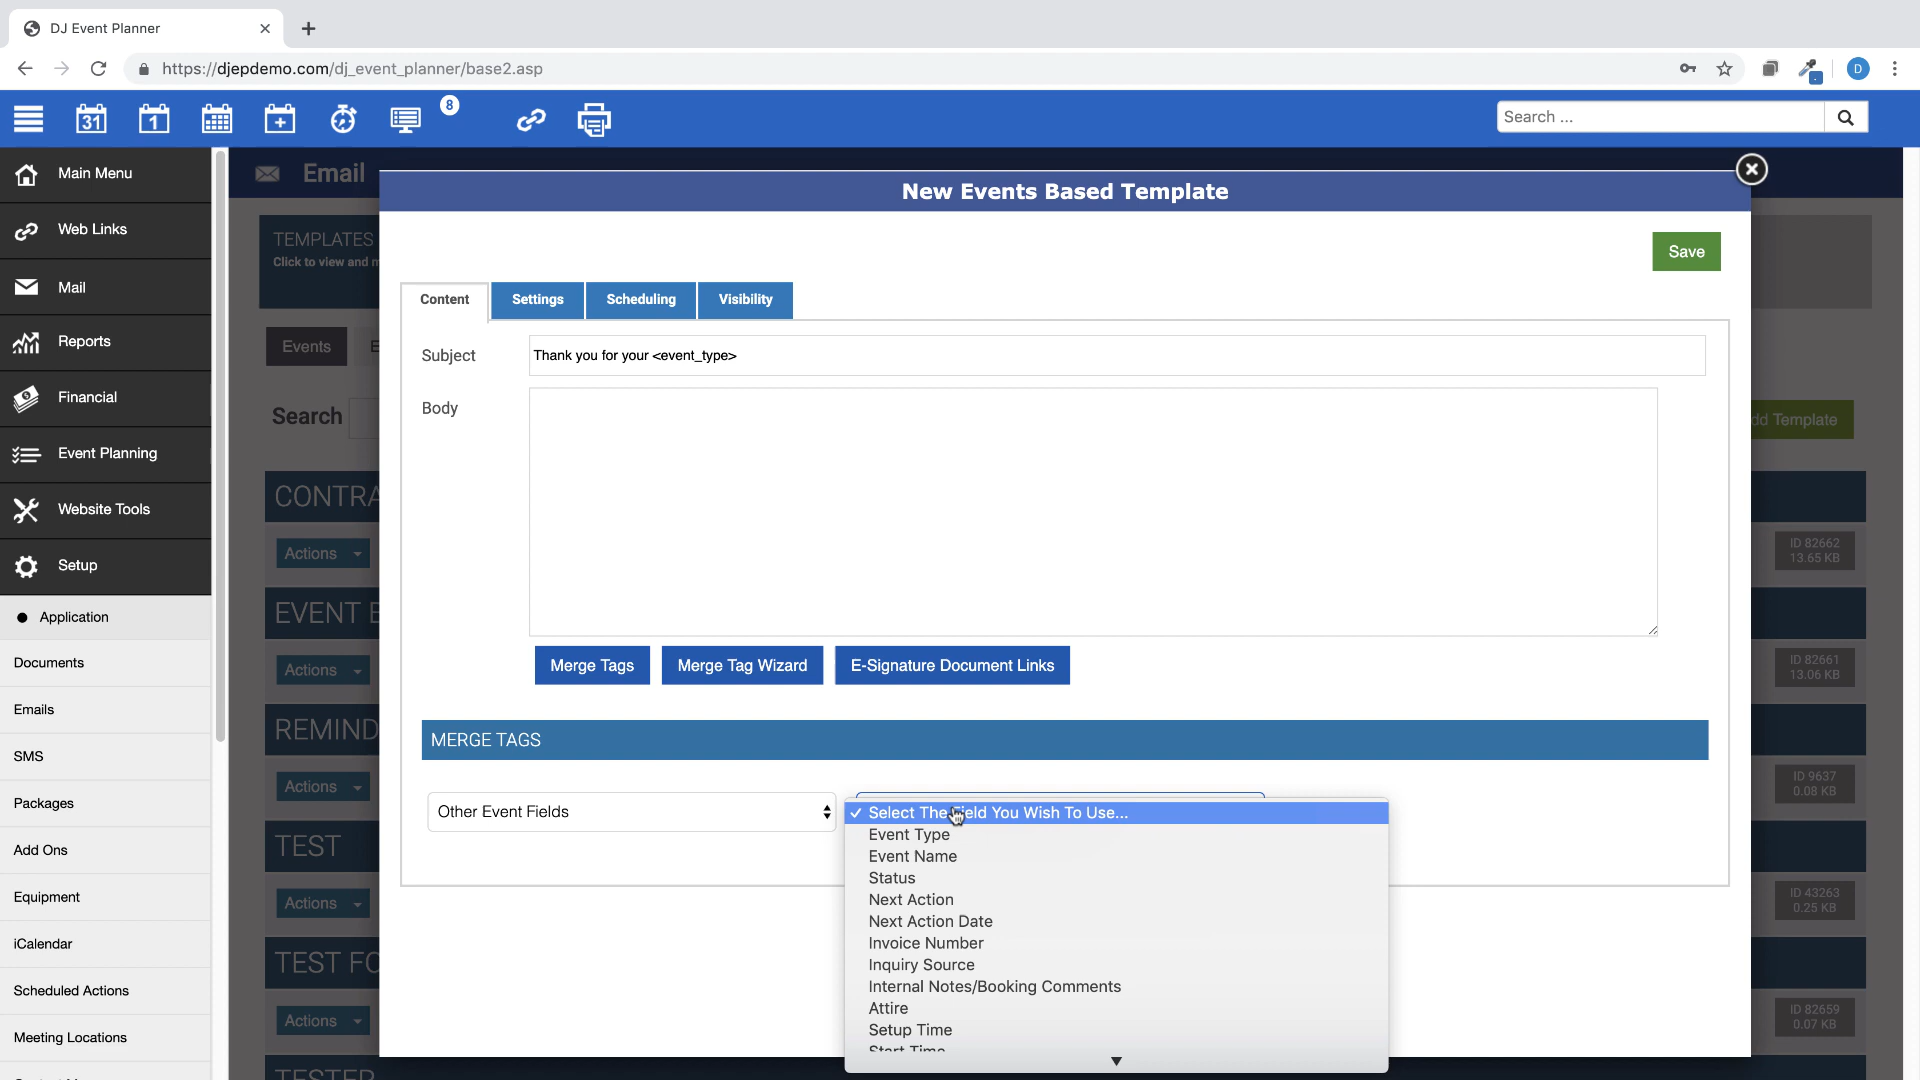 DJ Event Planner
https://djepdemo.com/dj_event_planner/base2.asp
D
31
1
8
Search ...
Main Menu
Web Links
Mail
Reports
Financial
Event Planning
Website Tools
Setup
Application
Documents
Emails
SMS
Packages
Add Ons
Equipment
iCalendar
Scheduled Actions
Meeting Locations
Email
TEMPLATES
Click to view and m
Events
E
Search
dd Template
CONTRA
Actions
ID 82662
13.65 KB
EVENT E
Actions
ID 82661
13.06 KB
REMIND
Actions
ID 9637
0.08 KB
TEST
Actions
ID 43263
0.25 KB
TEST FO
Actions
ID 82659
0.07 KB
TESTER
New Events Based Template
Save
Content
Settings
Scheduling
Visibility
Subject
Thank you for your <event_type>
Body
Merge Tags
Merge Tag Wizard
E-Signature Document Links
MERGE TAGS
Other Event Fields
Select The Field You Wish To Use...
Event Type
Event Name
Status
Next Action
Next Action Date
Invoice Number
Inquiry Source
Internal Notes/Booking Comments
Attire
Setup Time
Start Time